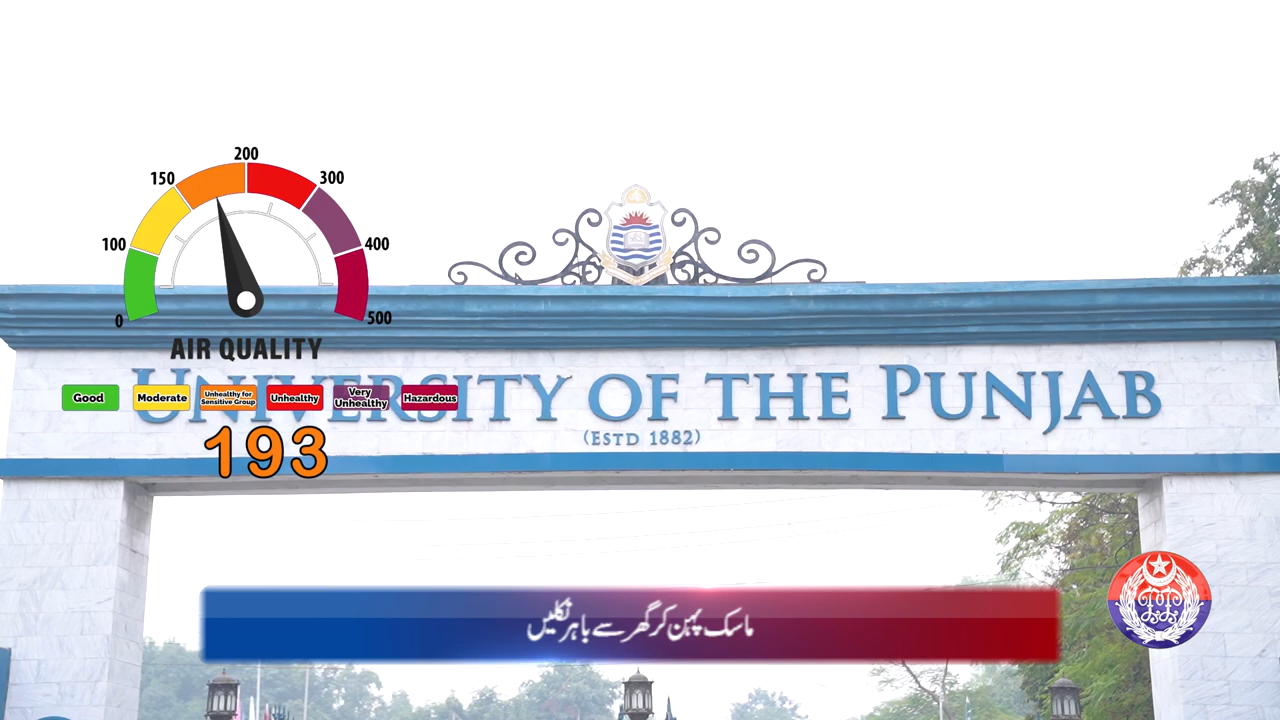 200
150
300
100
400
0
500
AIR QUALITY
Good
Moderate
Unhealthy for
Sensitive Group
Unhealthy
Very
Unhealthy
Hazardous
UNIVERSITY OF THE PUNJAB
(ESTD 1882)
193
ماسک پہن کر گھر سے باہر نکلیں